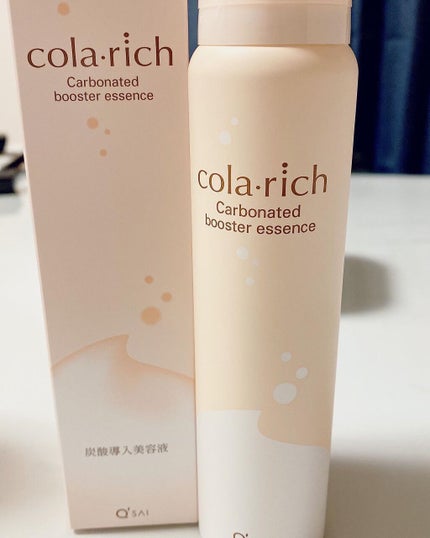 cola·rich
Carbonated
booster essence
炭酸導入美容液
Q'SAI
cola·rich
Carbonated
booster essence